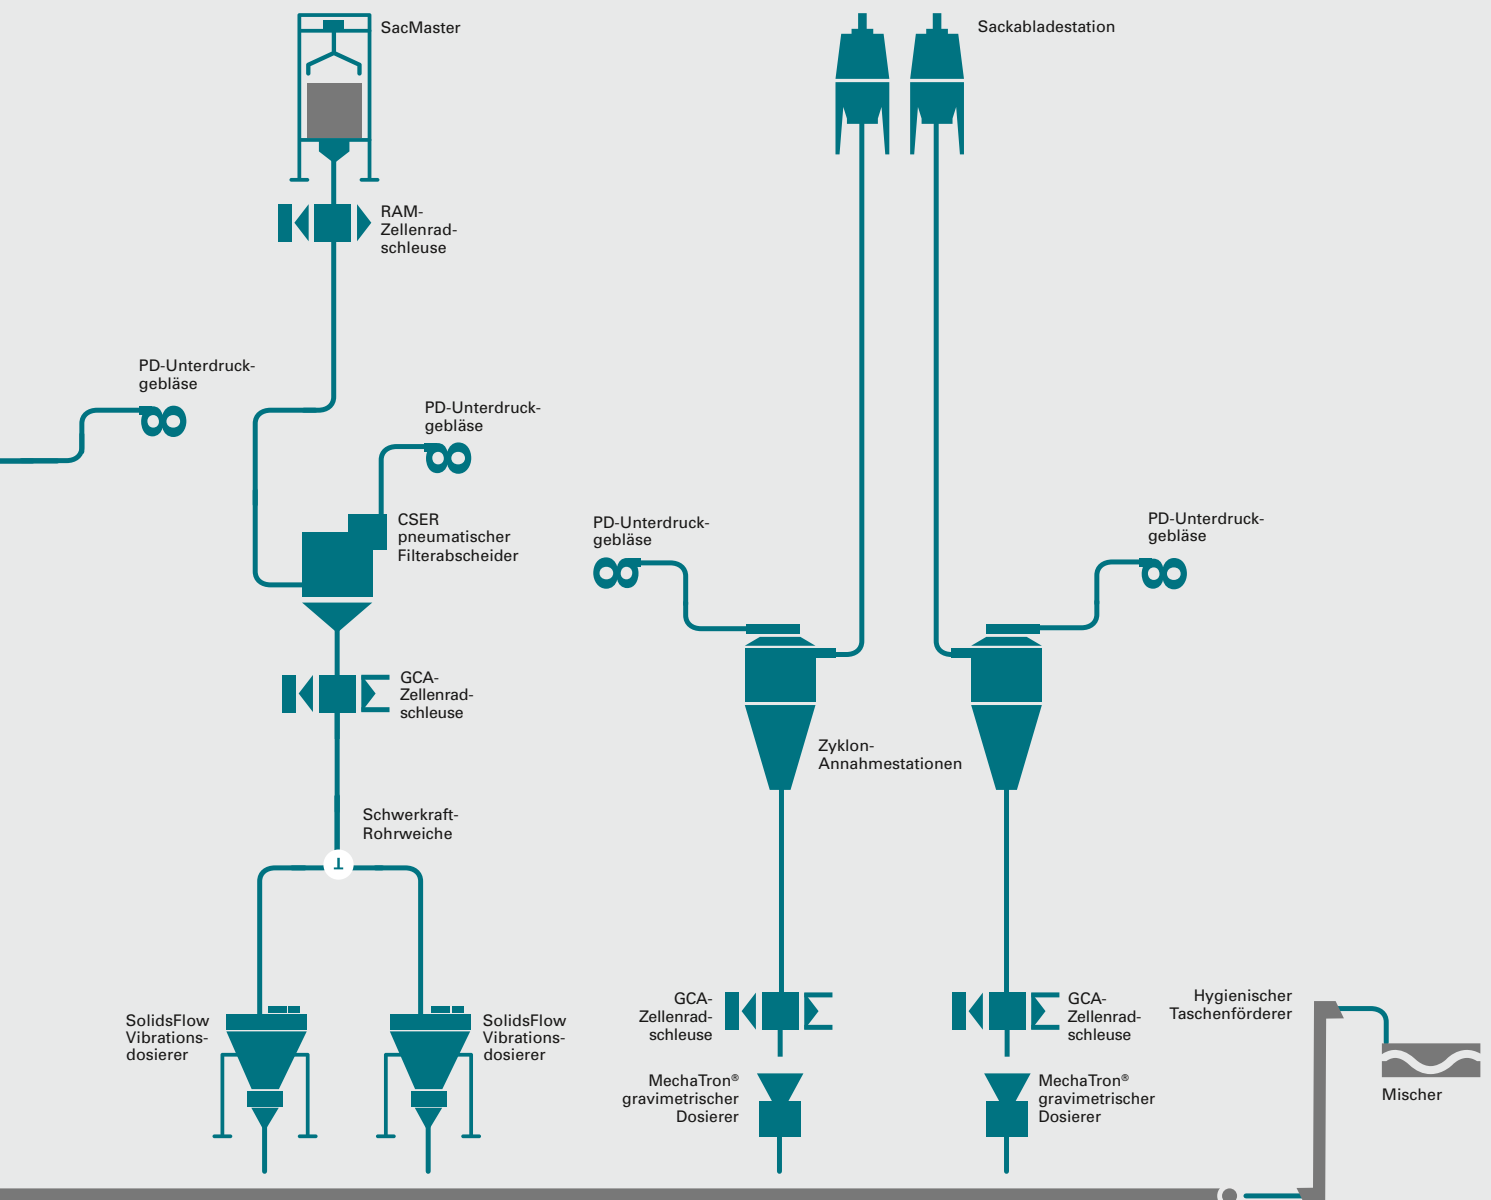 SacMaster
Sackabladestation
RAM-
Zellenrad-
schleuse
PD-Unterdruck-
gebläse
PD-Unterdruck-
gebläse
CSER
pneumatischer
Filterabscheider
PD-Unterdruck-
gebläse
PD-Unterdruck-
gebläse
GCA-
Zellenrad-
schleuse
Zyklon-
Annahmestationen
Schwerkraft-
Rohrweiche
SolidsFlow
Vibrations-
dosierer
SolidsFlow
Vibrations-
dosierer
GCA-
Zellenrad-
schleuse
GCA-
Zellenrad-
schleuse
Hygienischer
Taschenförderer
MechaTron®
gravimetrischer
Dosierer
MechaTron®
gravimetrischer
Dosierer
Mischer